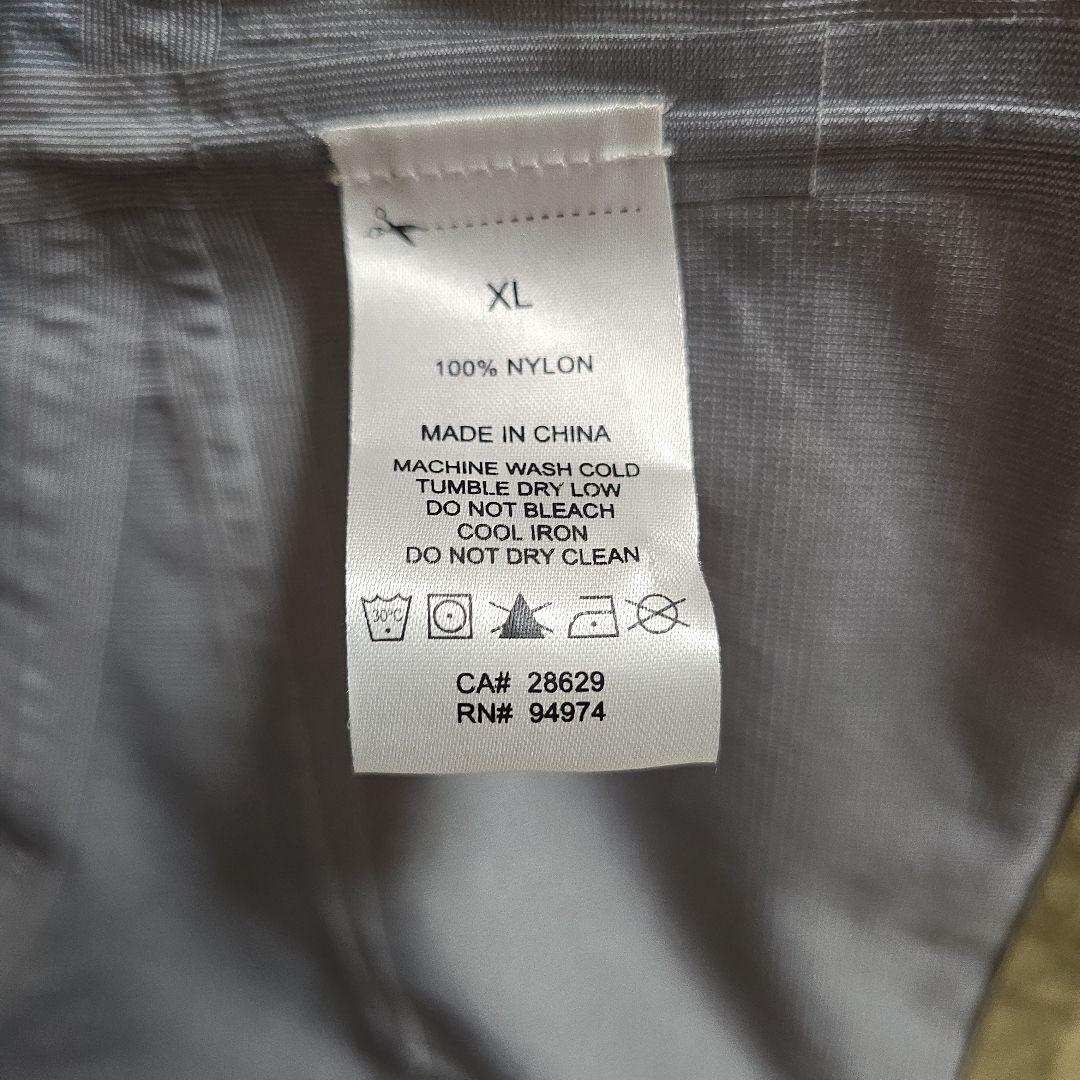 XL
100% NYLON
MADE IN CHINA
MACHINE WASH COLD
TUMBLE DRY LOW
DO NOT BLEACH
COOL IRON
DO NOT DRY CLEAN
30°C
CA# 28629
RN# 94974